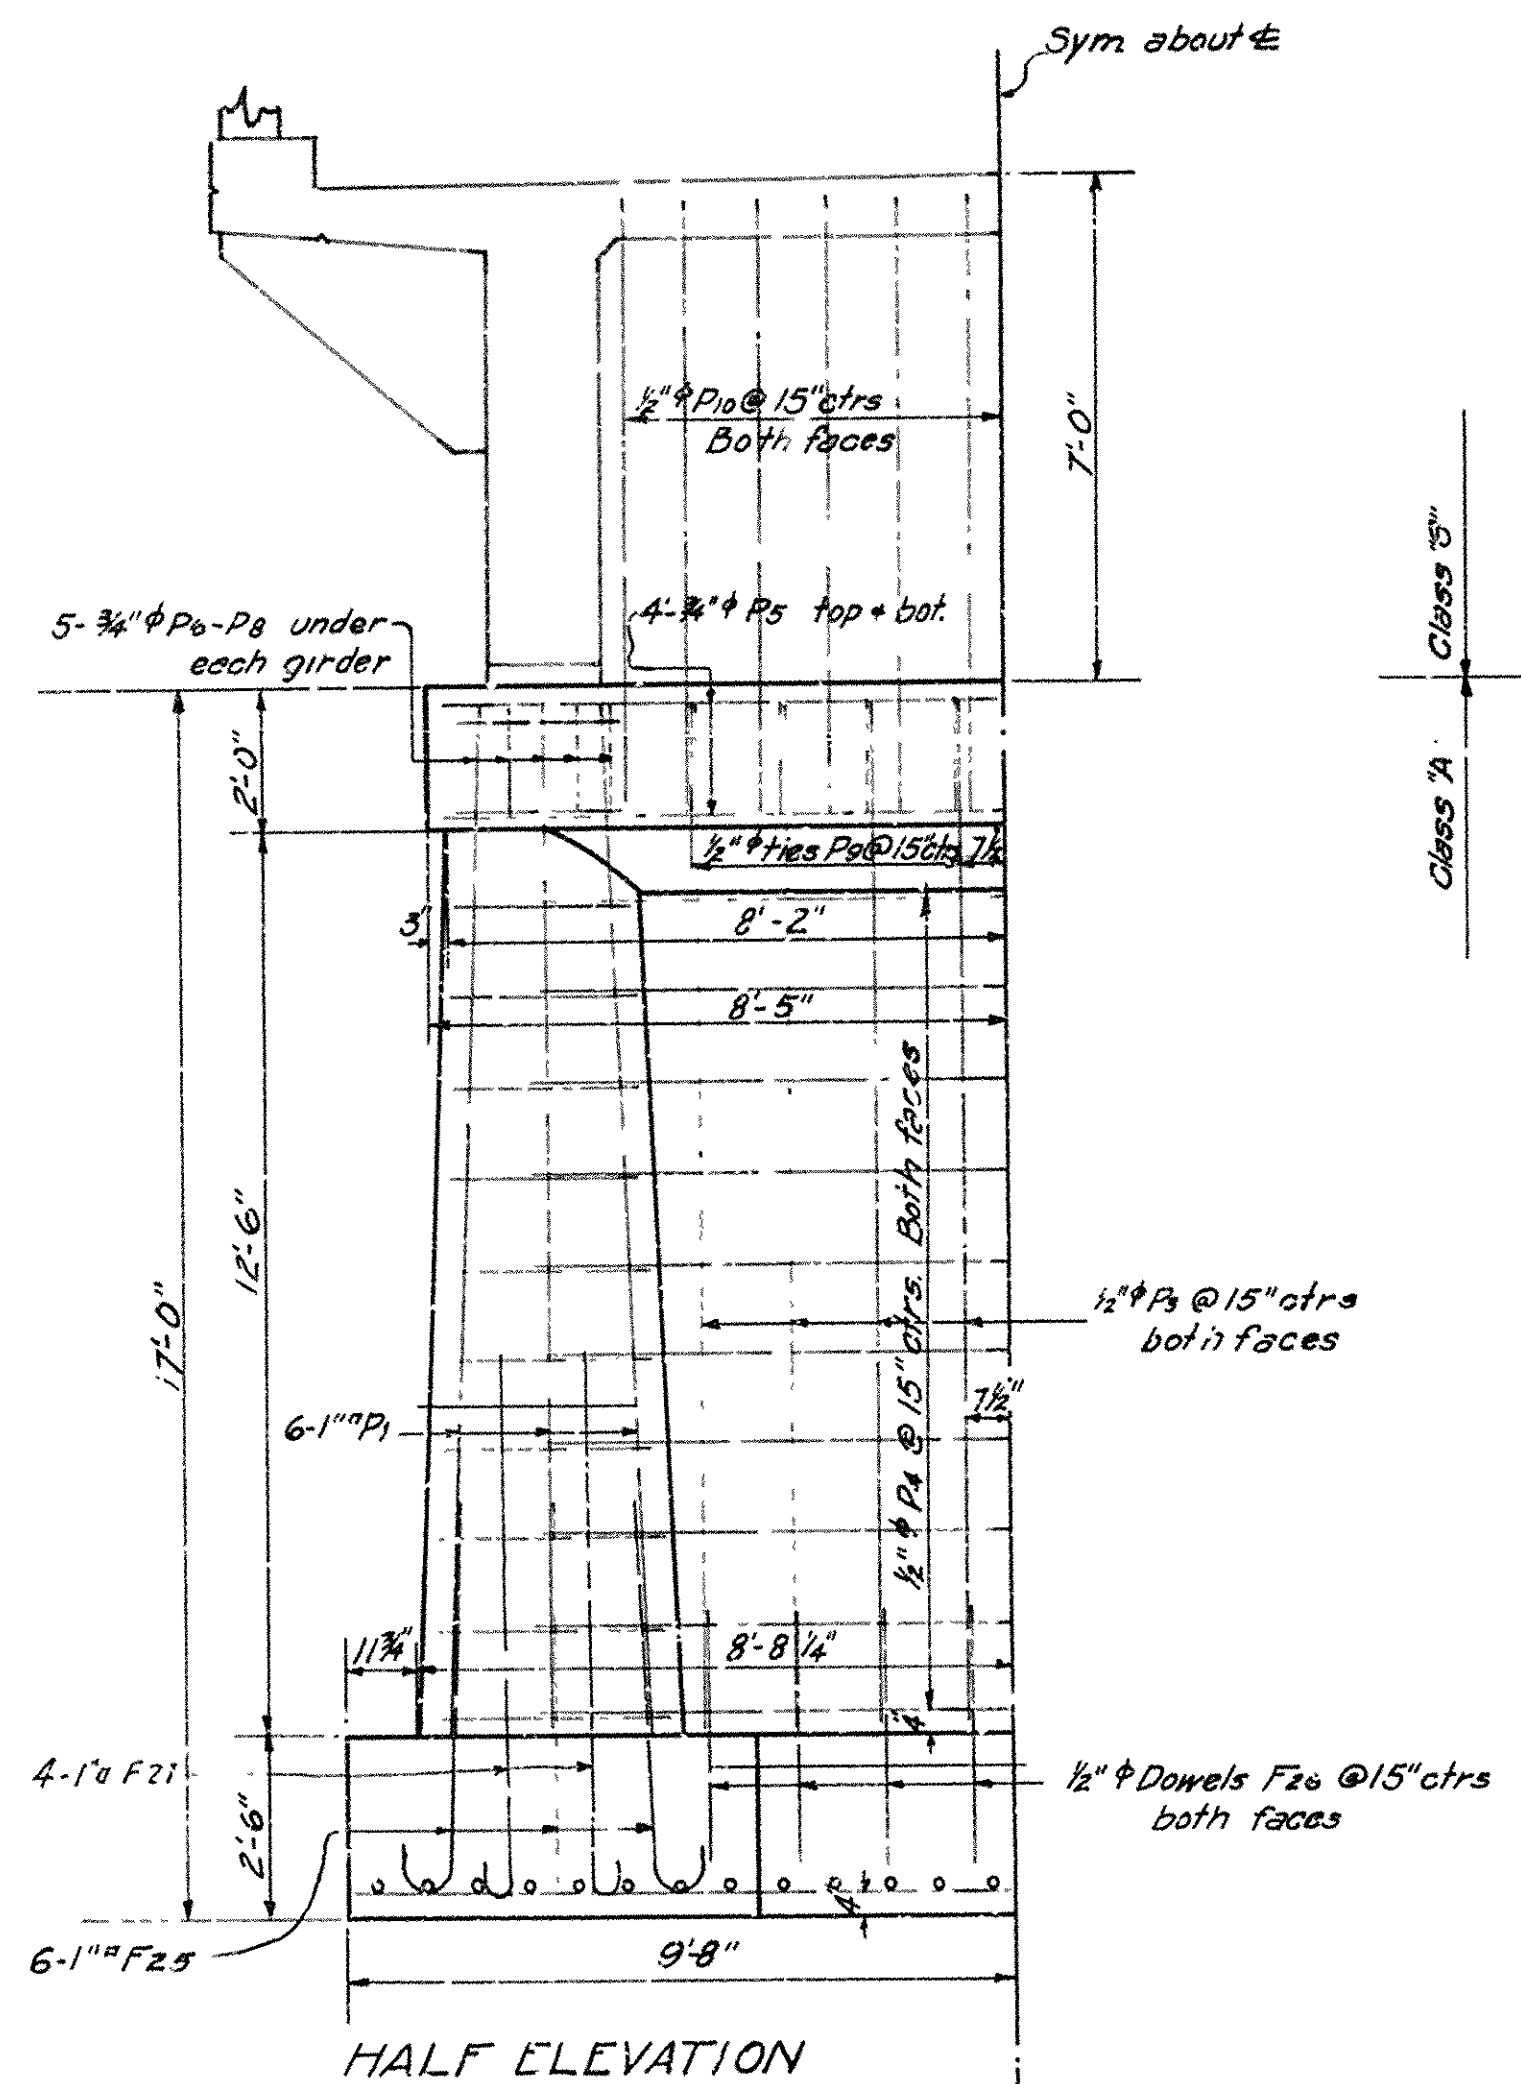 Sym about ℄
½"ϕ P10 @ 15" ctrs
Both faces
7'-0"
Class "S"
Class "A"
5-¾"ϕ P6-P8 under
each girder
4'-¾"ϕ P5 top & bot.
2'-0"
½"ϕ ties P9 @ 15" ctrs
7½
3"
8'-2"
8'-5"
17'-0"
12'-6"
½"ϕ P4 @ 15" ctrs. Both faces
½"ϕ P3 @ 15" ctrs
both faces
7½"
6-1"▫P1
11¾"
8'-8¼"
4"
4-1"▫ F21
½"ϕ Dowels F26 @ 15" ctrs
both faces
2'-6"
4"
6-1"▫F25
9'-8"
HALF ELEVATION